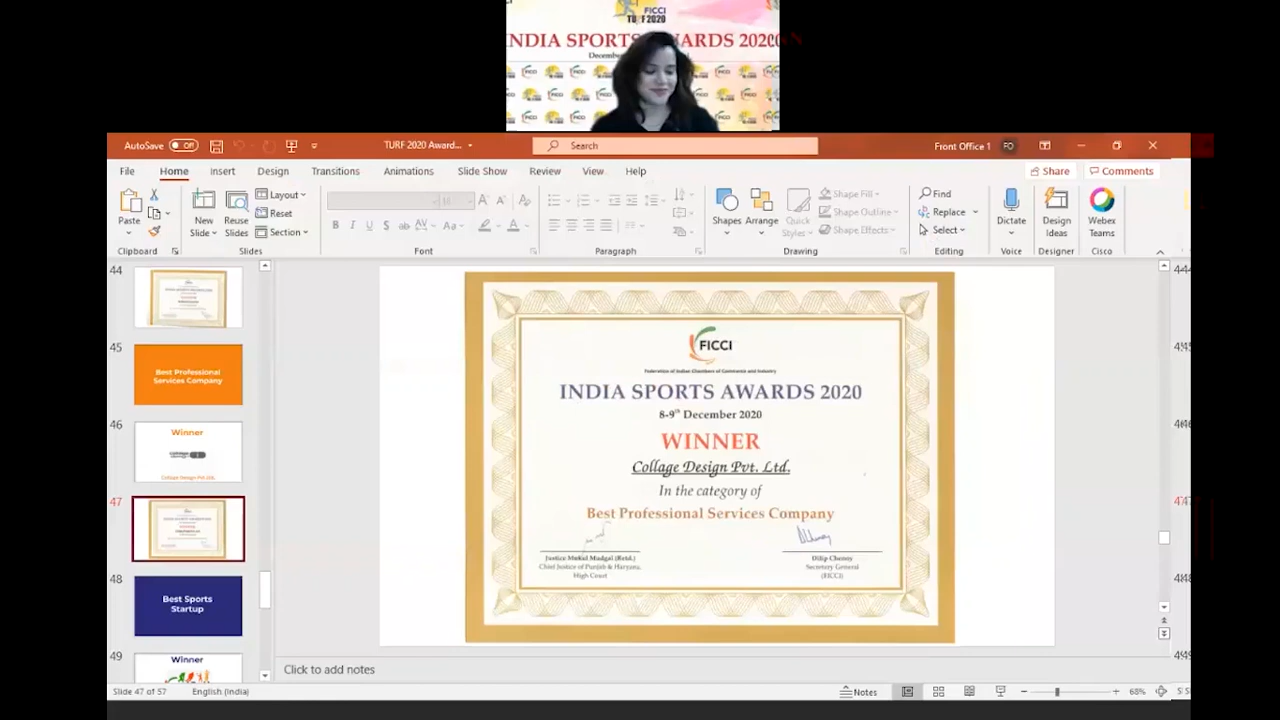 FICCI
TURF 2020
INDIA SPORTS AWARDS 2020
AutoSave Off
TURF 2020 Award...
Search
Front Office 1
FO
File Home Insert Design Transitions Animations Slide Show Review View Help
Share Comments
Paste
New Slide
Reuse Slides
Layout
Reset
Section
B I U S ab AV Aa A
Shapes Arrange Quick Styles
Shape Fill
Shape Outline
Shape Effects
Find
Replace
Select
Dictate
Design Ideas
Webex Teams
Clipboard Slides Font Paragraph Drawing Editing Voice Designer Cisco
44
45
Best Professional
Services Company
46
Winner
Collage Design Pvt. Ltd.
47
48
Best Sports
Startup
49
Winner
FICCI
Federation of Indian Chambers of Commerce and Industry
INDIA SPORTS AWARDS 2020
8-9th December 2020
WINNER
Collage Design Pvt. Ltd.
In the category of
Best Professional Services Company
Justice Mukul Mudgal (Retd.)
Chief Justice of Punjab & Haryana,
High Court
Dilip Chenoy
Secretary General
(FICCI)
Click to add notes
Slide 47 of 57 English (India) Notes 68%